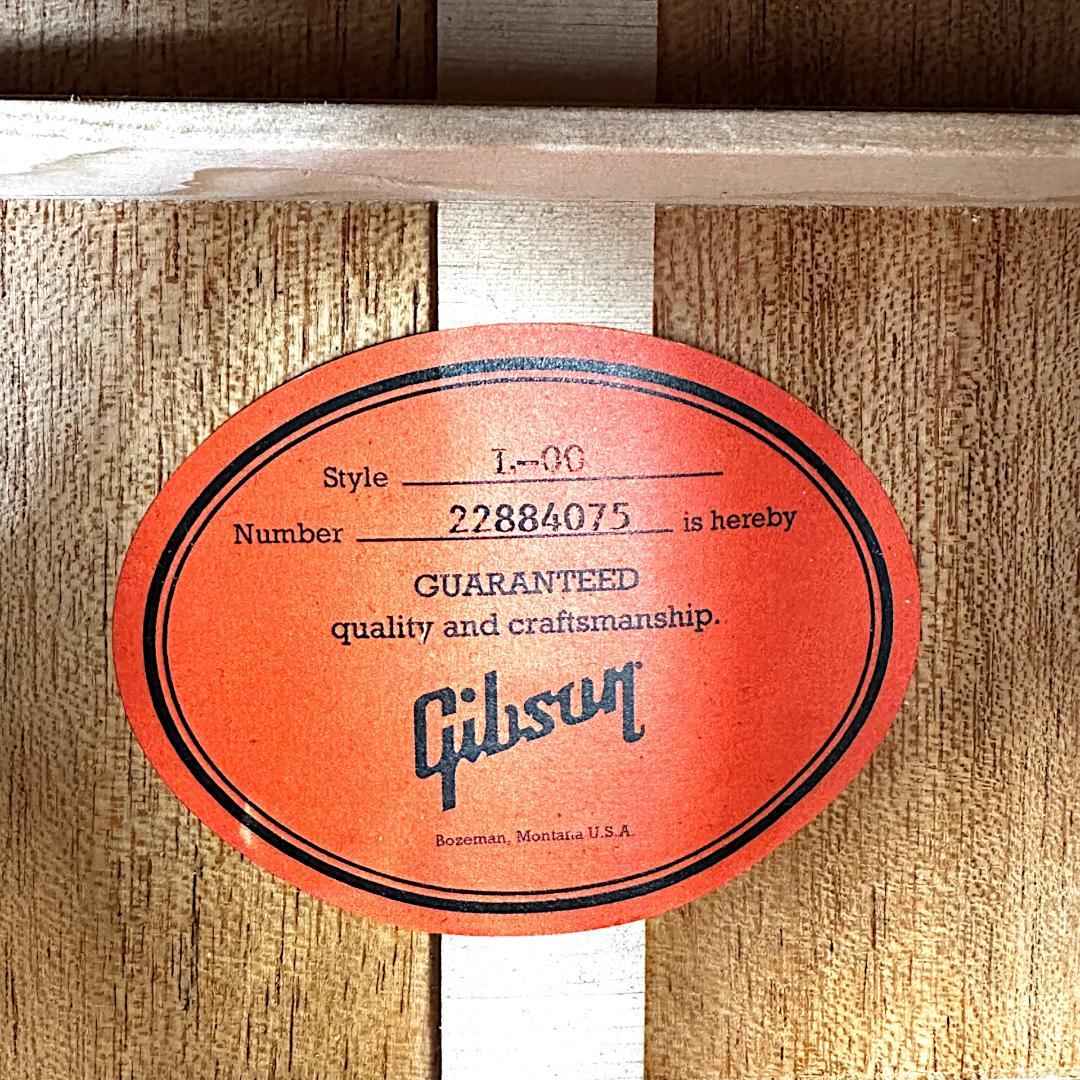 Style L-00
Number 22884075 is hereby
GUARANTEED
quality and craftsmanship.
Gibson
Bozeman, Montana U.S.A.